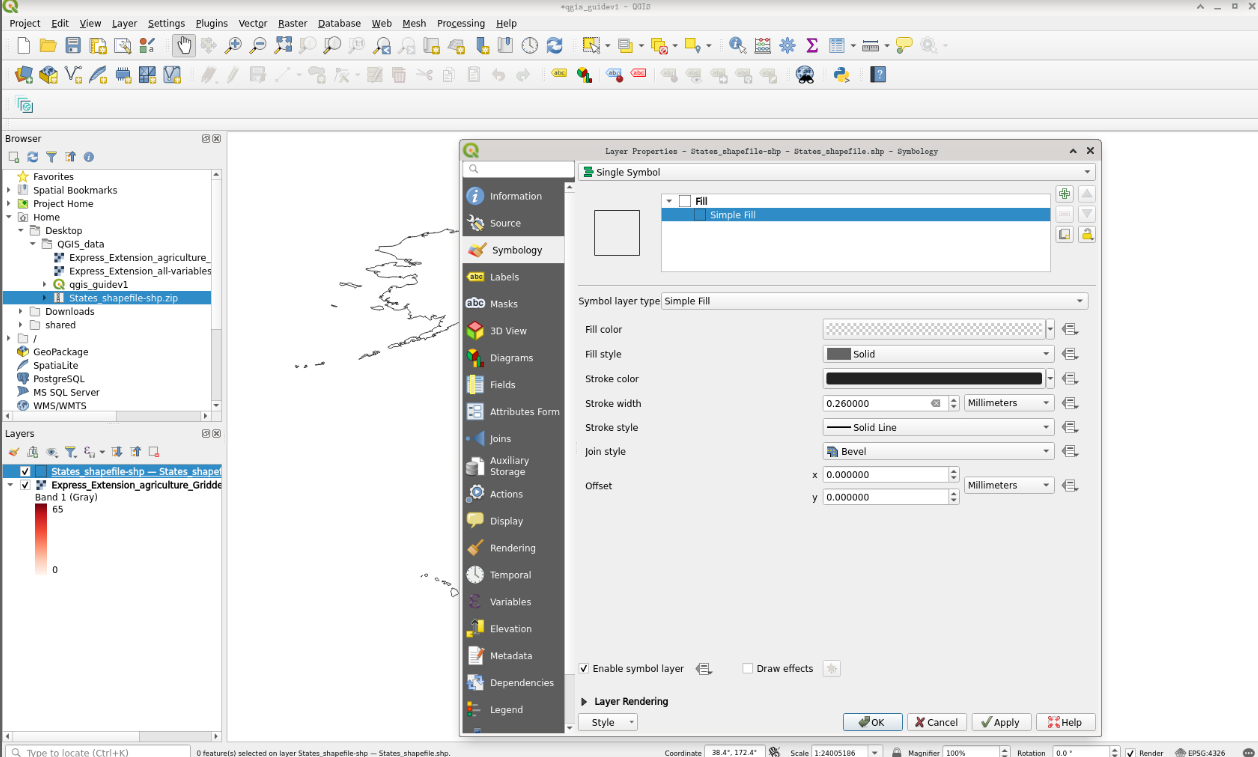 *qgis_guidev1 - QGIS
Project Edit View Layer Settings Plugins Vector Raster Database Web Mesh Processing Help
Browser
Favorites
Spatial Bookmarks
Project Home
Home
Desktop
QGIS_data
Express_Extension_agriculture_
Express_Extension_all-variables
qgis_guidev1
States_shapefile-shp.zip
Downloads
shared
/
GeoPackage
SpatiaLite
PostgreSQL
MS SQL Server
WMS/WMTS
Layers
States_shapefile-shp — States_shapef
Express_Extension_agriculture_Gridde
Band 1 (Gray)
65
0
Layer Properties - States_shapefile-shp - States_shapefile.shp - Symbology
Information
Source
Symbology
abc Labels
abc Masks
3D View
Diagrams
Fields
Attributes Form
Joins
Auxiliary
Storage
Actions
Display
Rendering
Temporal
Variables
Elevation
Metadata
Dependencies
Legend
Single Symbol
Fill
Simple Fill
Symbol layer type Simple Fill
Fill color
Fill style Solid
Stroke color
Stroke width 0.260000 Millimeters
Stroke style Solid Line
Join style Bevel
x 0.000000
Offset Millimeters
y 0.000000
Enable symbol layer Draw effects
Layer Rendering
Style OK Cancel Apply Help
Type to locate (Ctrl+K) 0 feature(s) selected on layer States_shapefile-shp — States_shapefile.shp. Coordinate 38.4°, 172.4° Scale 1:24005186 Magnifier 100% Rotation 0.0 ° Render EPSG:4326